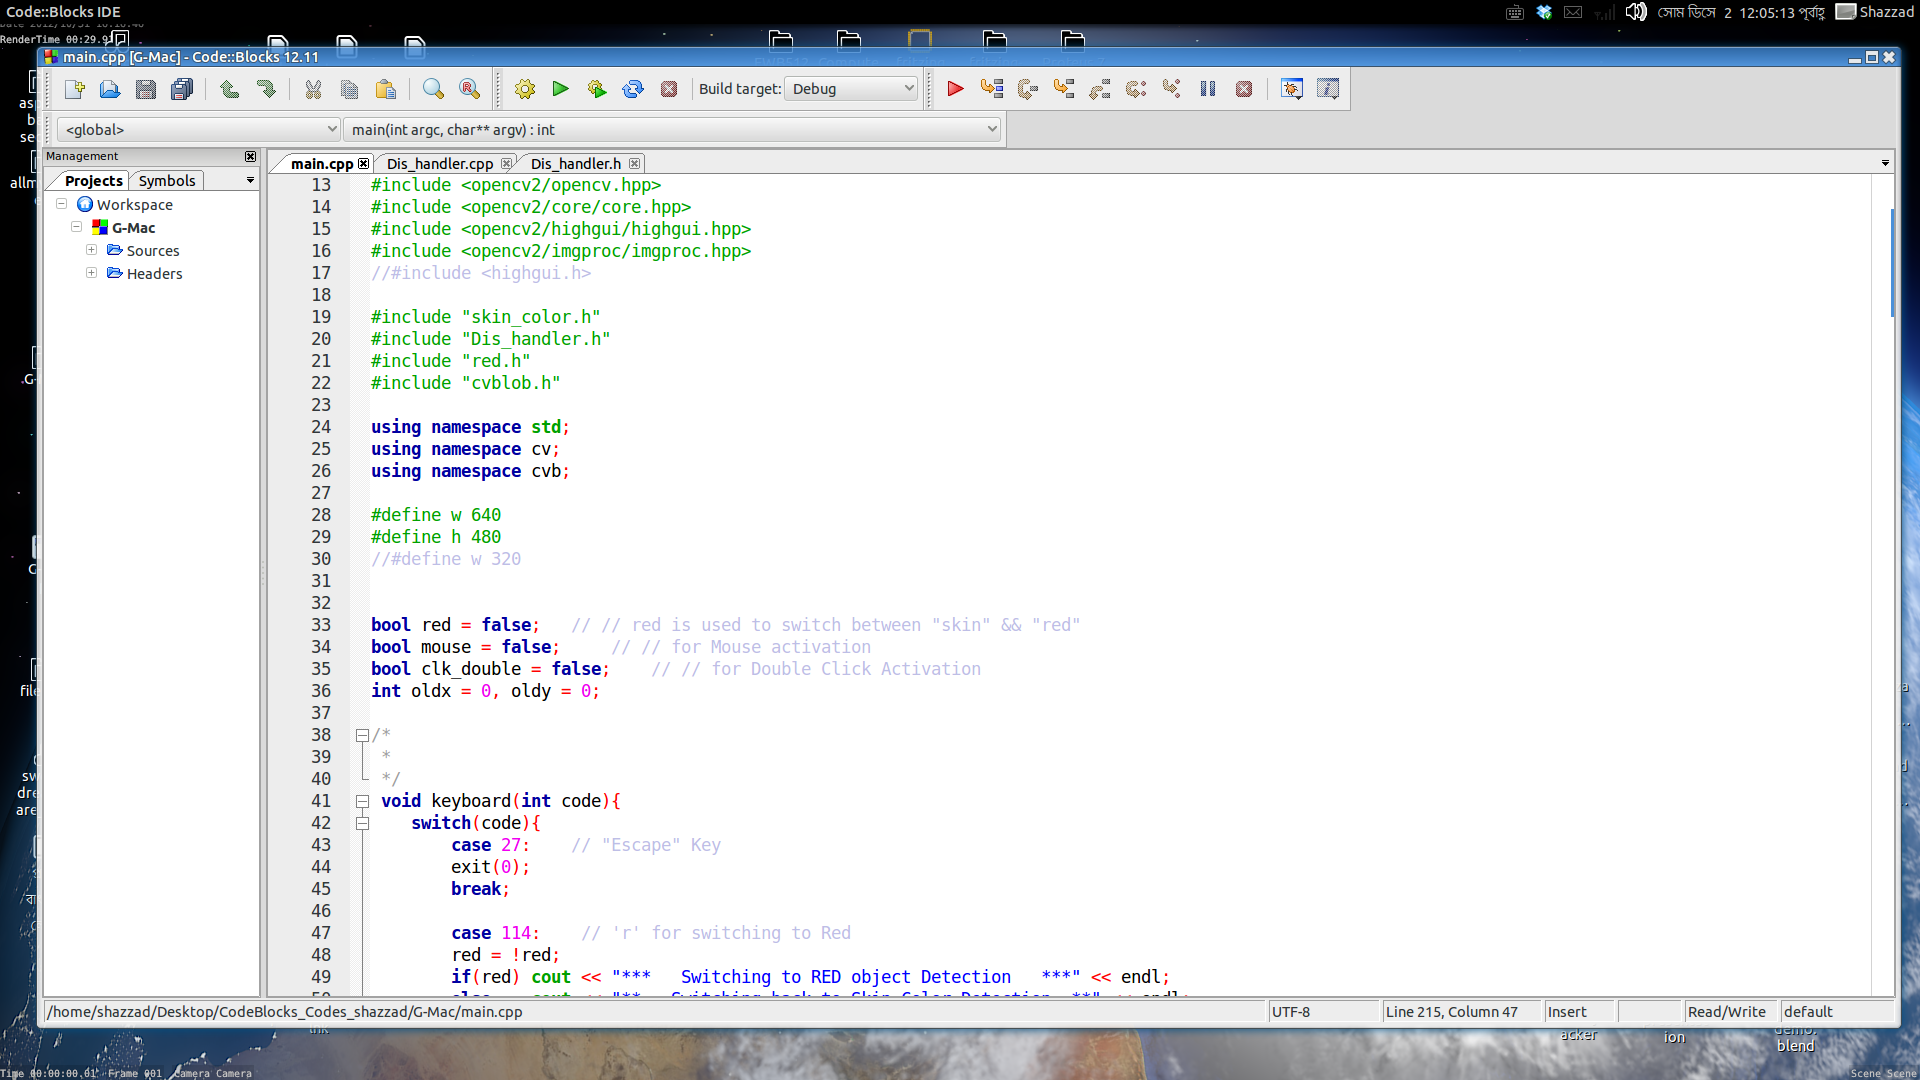 Code::Blocks IDE
সোম ডিসে 2 12:05:13 পূর্বাহ্ণ
Shazzad
RenderTime 00:29.92
main.cpp [G-Mac] - Code::Blocks 12.11
Build target:
Debug
<global>
main(int argc, char** argv) : int
Management
Projects
Symbols
Workspace
G-Mac
Sources
Headers
main.cpp
Dis_handler.cpp
Dis_handler.h
13 #include <opencv2/opencv.hpp>
14 #include <opencv2/core/core.hpp>
15 #include <opencv2/highgui/highgui.hpp>
16 #include <opencv2/imgproc/imgproc.hpp>
17 //#include <highgui.h>
18
19 #include "skin_color.h"
20 #include "Dis_handler.h"
21 #include "red.h"
22 #include "cvblob.h"
23
24 using namespace std;
25 using namespace cv;
26 using namespace cvb;
27
28 #define w 640
29 #define h 480
30 //#define w 320
31
32
33 bool red = false;   // // red is used to switch between "skin" && "red"
34 bool mouse = false;     // // for Mouse activation
35 bool clk_double = false;    // // for Double Click Activation
36 int oldx = 0, oldy = 0;
37
38 /*
39  *
40  */
41  void keyboard(int code){
42     switch(code){
43         case 27:    // "Escape" Key
44         exit(0);
45         break;
46
47         case 114:    // 'r' for switching to Red
48         red = !red;
49         if(red) cout << "***   Switching to RED object Detection   ***" << endl;
/home/shazzad/Desktop/CodeBlocks_Codes_shazzad/G-Mac/main.cpp
UTF-8
Line 215, Column 47
Insert
Read/Write
default
acker
ion
blend
Time 00:00:00.01 Frame 001 Camera Camera
Scene Scene